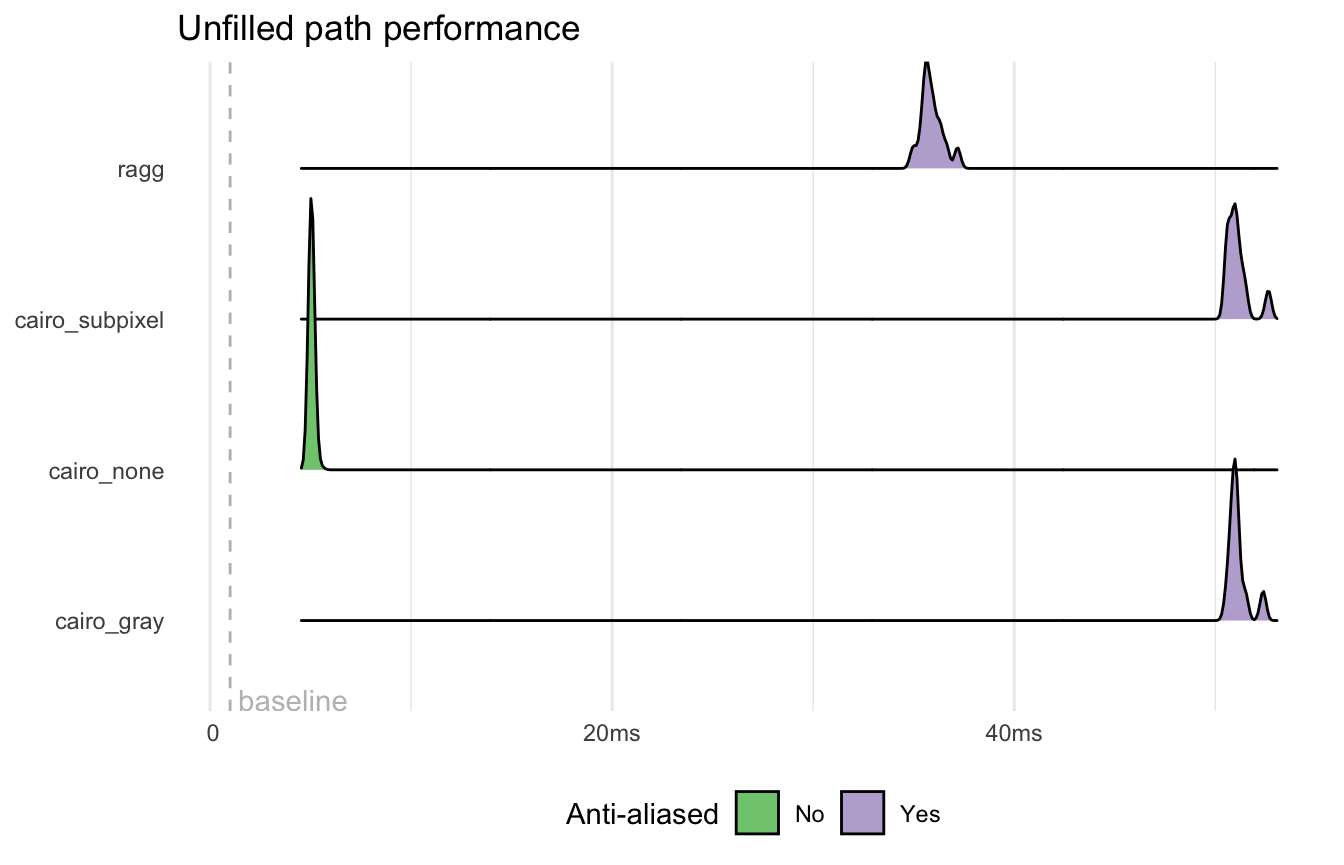 Unfilled path performance
ragg
cairo_subpixel
cairo_none
cairo_gray
baseline
0 20ms 40ms
Anti-aliased No Yes